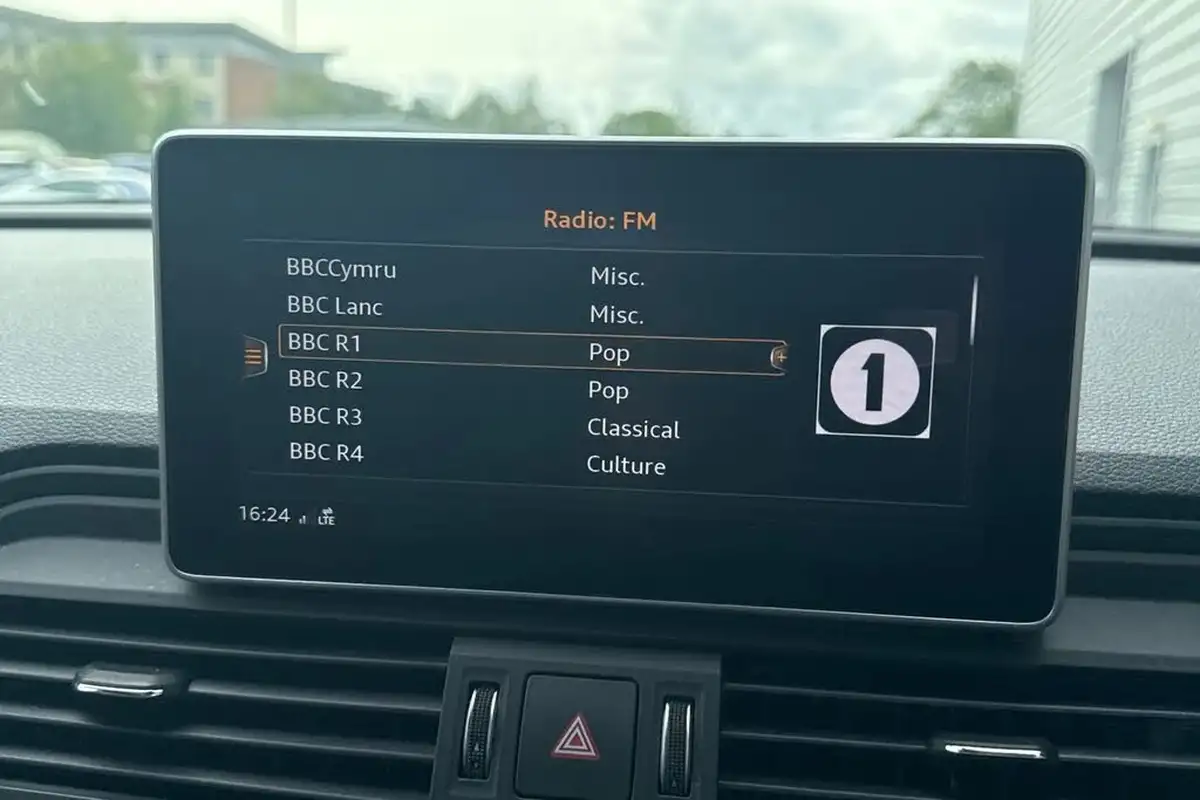 Radio: FM
BBCCymru Misc.
BBC Lanc Misc.
BBC R1 Pop
BBC R2 Pop
BBC R3 Classical
BBC R4 Culture
1
16:24 LTE